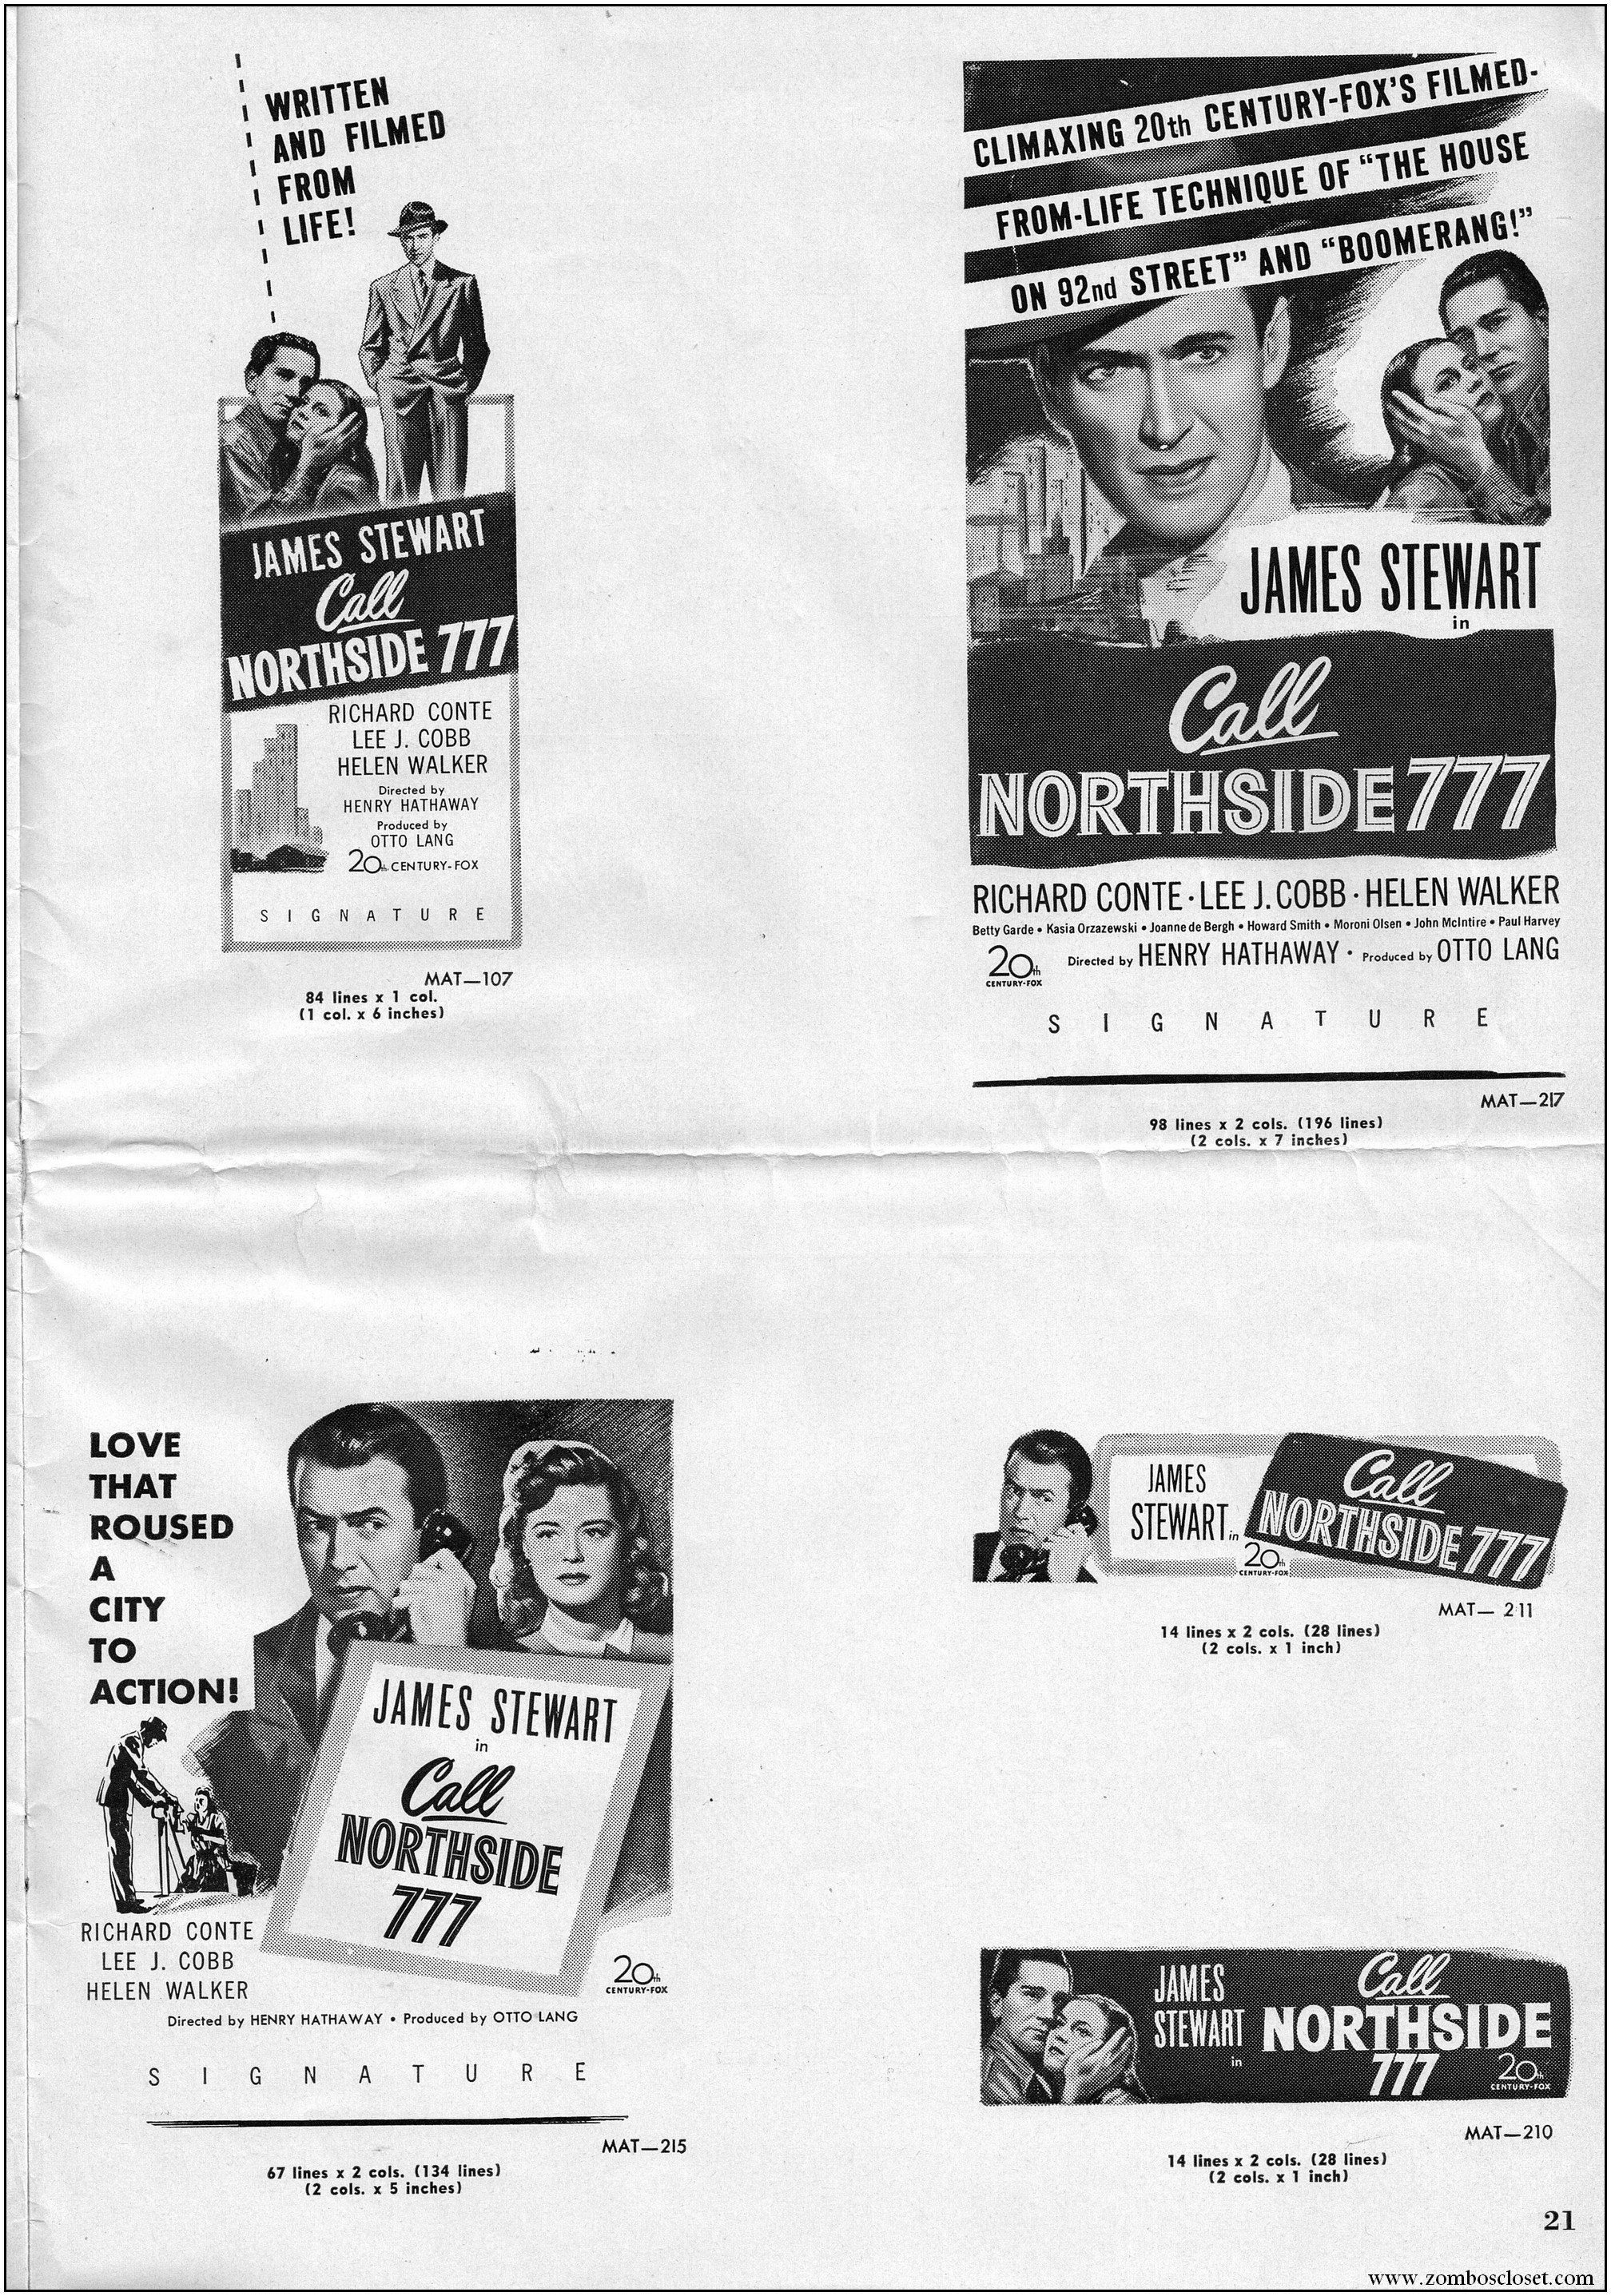 WRITTEN
AND FILMED
FROM
LIFE!
JAMES STEWART
Call
NORTHSIDE 777
RICHARD CONTE
LEE J. COBB
HELEN WALKER
Directed by
HENRY HATHAWAY
Produced by
OTTO LANG
20th CENTURY-FOX
SIGNATURE
MAT—107
84 lines x 1 col.
(1 col. x 6 inches)
CLIMAXING 20th CENTURY-FOX'S FILMED-
FROM-LIFE TECHNIQUE OF "THE HOUSE
ON 92nd STREET" AND "BOOMERANG!"
JAMES STEWART
in
Call
NORTHSIDE 777
RICHARD CONTE · LEE J. COBB · HELEN WALKER
Betty Garde • Kasia Orzazewski • Joanne de Bergh • Howard Smith • Moroni Olsen • John McIntire • Paul Harvey
20th CENTURY-FOX
Directed by HENRY HATHAWAY · Produced by OTTO LANG
SIGNATURE
MAT—217
98 lines x 2 cols. (196 lines)
(2 cols. x 7 inches)
LOVE
THAT
ROUSED
A
CITY
TO
ACTION!
JAMES STEWART
in
Call
NORTHSIDE
777
RICHARD CONTE
LEE J. COBB
HELEN WALKER
20th
CENTURY-FOX
Directed by HENRY HATHAWAY • Produced by OTTO LANG
SIGNATURE
MAT—215
67 lines x 2 cols. (134 lines)
(2 cols. x 5 inches)
JAMES
STEWART in
20th
CENTURY-FOX
Call
NORTHSIDE 777
MAT— 211
14 lines x 2 cols. (28 lines)
(2 cols. x 1 inch)
JAMES
STEWART
in
Call
NORTHSIDE
777
20th
CENTURY-FOX
MAT—210
14 lines x 2 cols. (28 lines)
(2 cols. x 1 inch)
21
www.zomboscloset.com